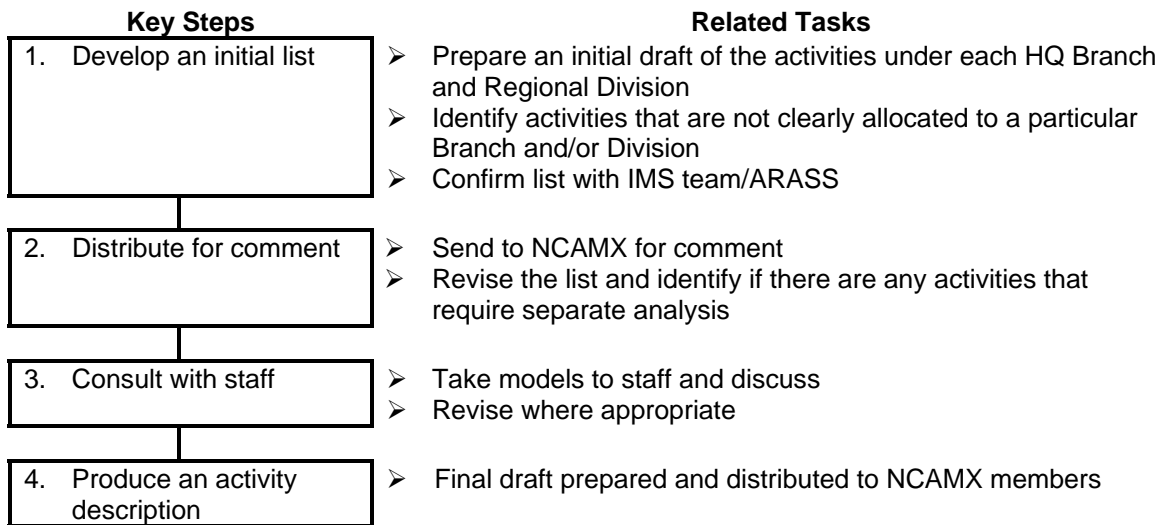 Key Steps
Related Tasks
1. Develop an initial list
➢ Prepare an initial draft of the activities under each HQ Branch
and Regional Division
➢ Identify activities that are not clearly allocated to a particular
Branch and/or Division
➢ Confirm list with IMS team/ARASS
2. Distribute for comment
➢ Send to NCAMX for comment
➢ Revise the list and identify if there are any activities that
require separate analysis
3. Consult with staff
➢ Take models to staff and discuss
➢ Revise where appropriate
4. Produce an activity
description
➢ Final draft prepared and distributed to NCAMX members